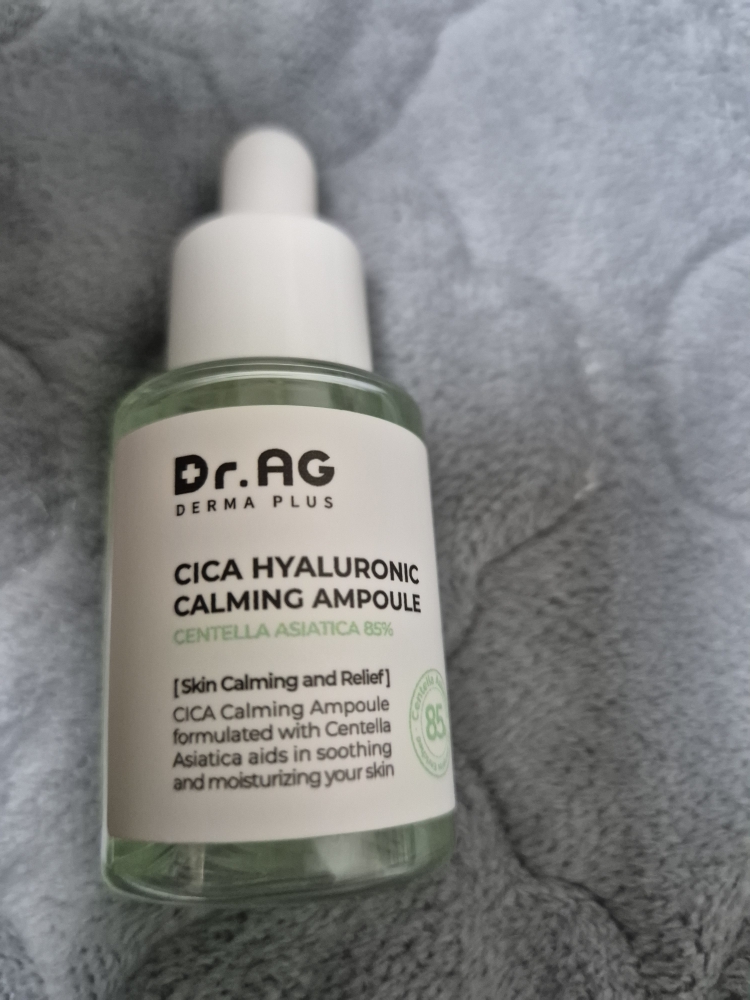 Dr.AG
DERMA PLUS
CICA HYALURONIC
CALMING AMPOULE
CENTELLA ASIATICA 85%
[Skin Calming and Relief]
CICA Calming Ampoule
formulated with Centella
Asiatica aids in soothing
and moisturizing your skin
Centella
85